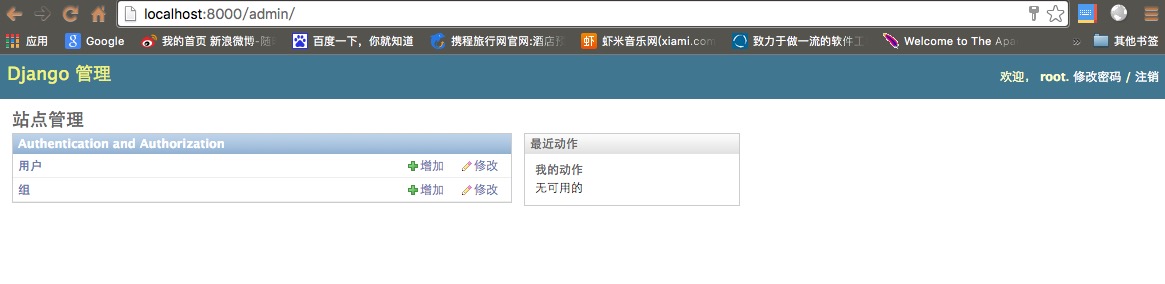 localhost:8000/admin/
应用 Google 我的首页 新浪微博-随 百度一下，你就知道 携程旅行网官网:酒店预 虾米音乐网(xiami.com 致力于做一流的软件工 Welcome to The Apa » 其他书签
Django 管理
欢迎， root. 修改密码 / 注销
站点管理
Authentication and Authorization
用户 增加 修改
组 增加 修改
最近动作
我的动作
无可用的